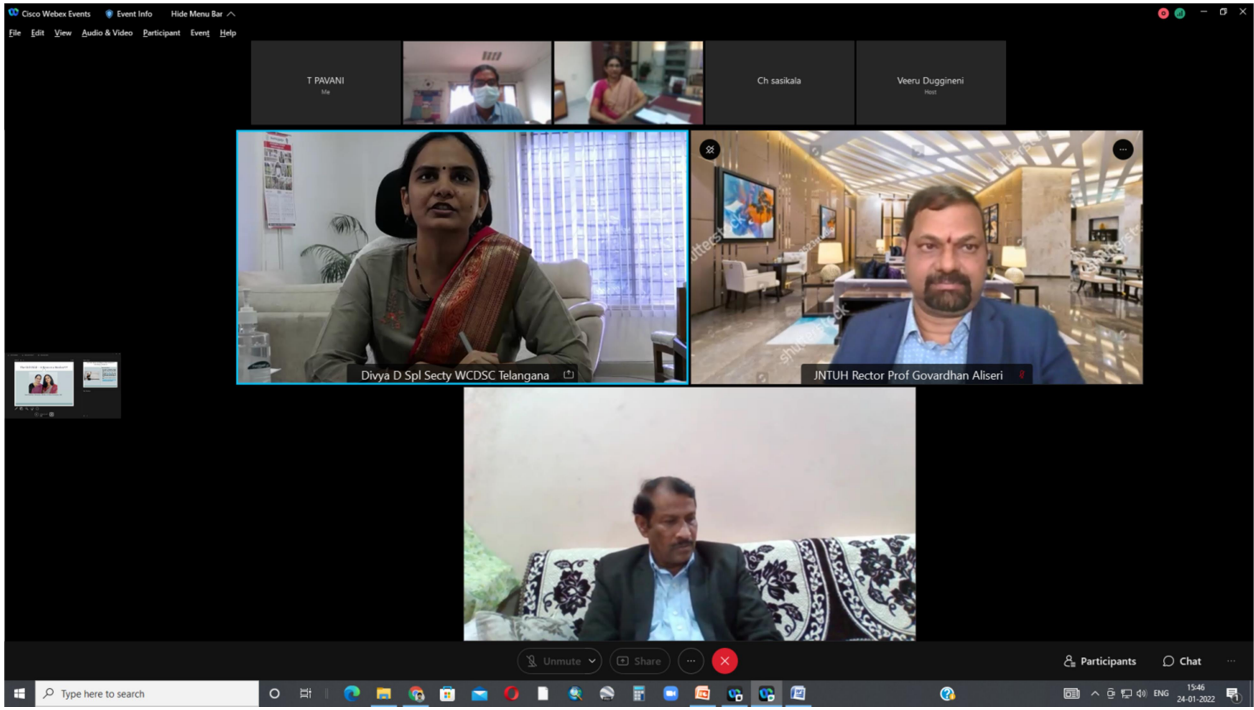 Cisco Webex Events
Event Info
Hide Menu Bar
File Edit View Audio & Video Participant Event Help
T PAVANI
Me
Ch sasikala
Veeru Duggineni
Host
Divya D Spl Secty WCDSC Telangana
JNTUH Rector Prof Govardhan Aliseri
Unmute
Share
Participants
Chat
Type here to search
ENG
15:46
24-01-2022